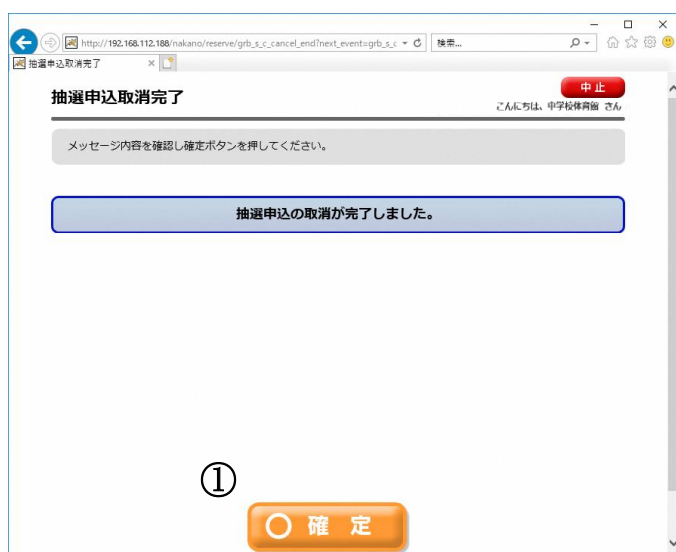 http://192.168.112.188/nakano/reserve/grb_s_c_cancel_end?next_event=grb_s_c
検索...
抽選申込取消完了
抽選申込取消完了
中止
こんにちは、中学校体育館 さん
メッセージ内容を確認し確定ボタンを押してください。
抽選申込の取消が完了しました。
①
確 定